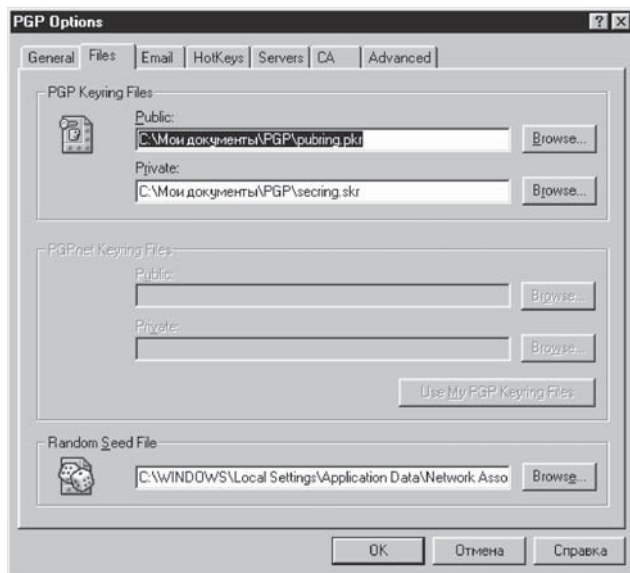 PGP Options
General Files Email HotKeys Servers CA Advanced
PGP Keyring Files
Public:
C:\Мои документы\PGP\pubring.pkr Browse...
Private:
C:\Мои документы\PGP\secring.skr Browse...
PGPnet Keyring Files
Public:
Browse...
Private:
Browse...
Use My PGP Keyring Files
Random Seed File
C:\WINDOWS\Local Settings\Application Data\Network Asso Browse...
OK Отмена Справка